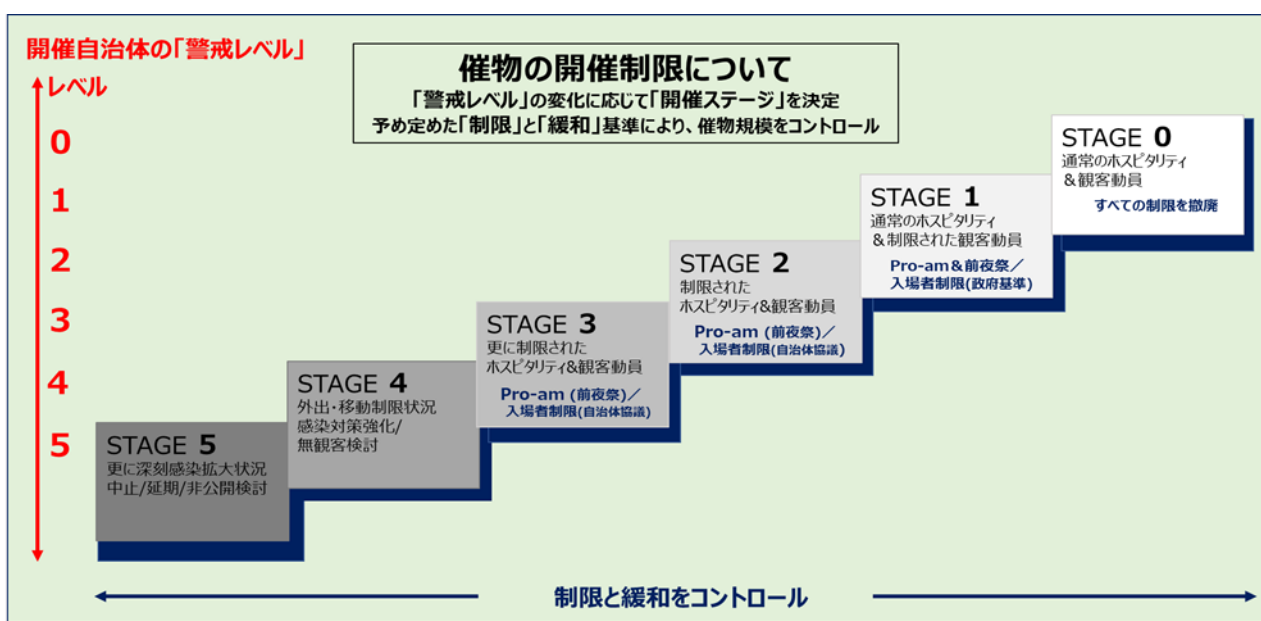 開催自治体の「警戒レベル」
レベル
催物の開催制限について
「警戒レベル」の変化に応じて「開催ステージ」を決定
予め定めた「制限」と「緩和」基準により、催物規模をコントロール
0
1
2
3
4
5
STAGE 0
通常のホスピタリティ
&観客動員
すべての制限を撤廃
STAGE 1
通常のホスピタリティ
&制限された観客動員
Pro-am&前夜祭/
入場者制限(政府基準)
STAGE 2
制限された
ホスピタリティ&観客動員
Pro-am (前夜祭)/
入場者制限(自治体協議)
STAGE 3
更に制限された
ホスピタリティ&観客動員
Pro-am (前夜祭)/
入場者制限(自治体協議)
STAGE 4
外出・移動制限状況
感染対策強化/
無観客検討
STAGE 5
更に深刻感染拡大状況
中止/延期/非公開検討
制限と緩和をコントロール